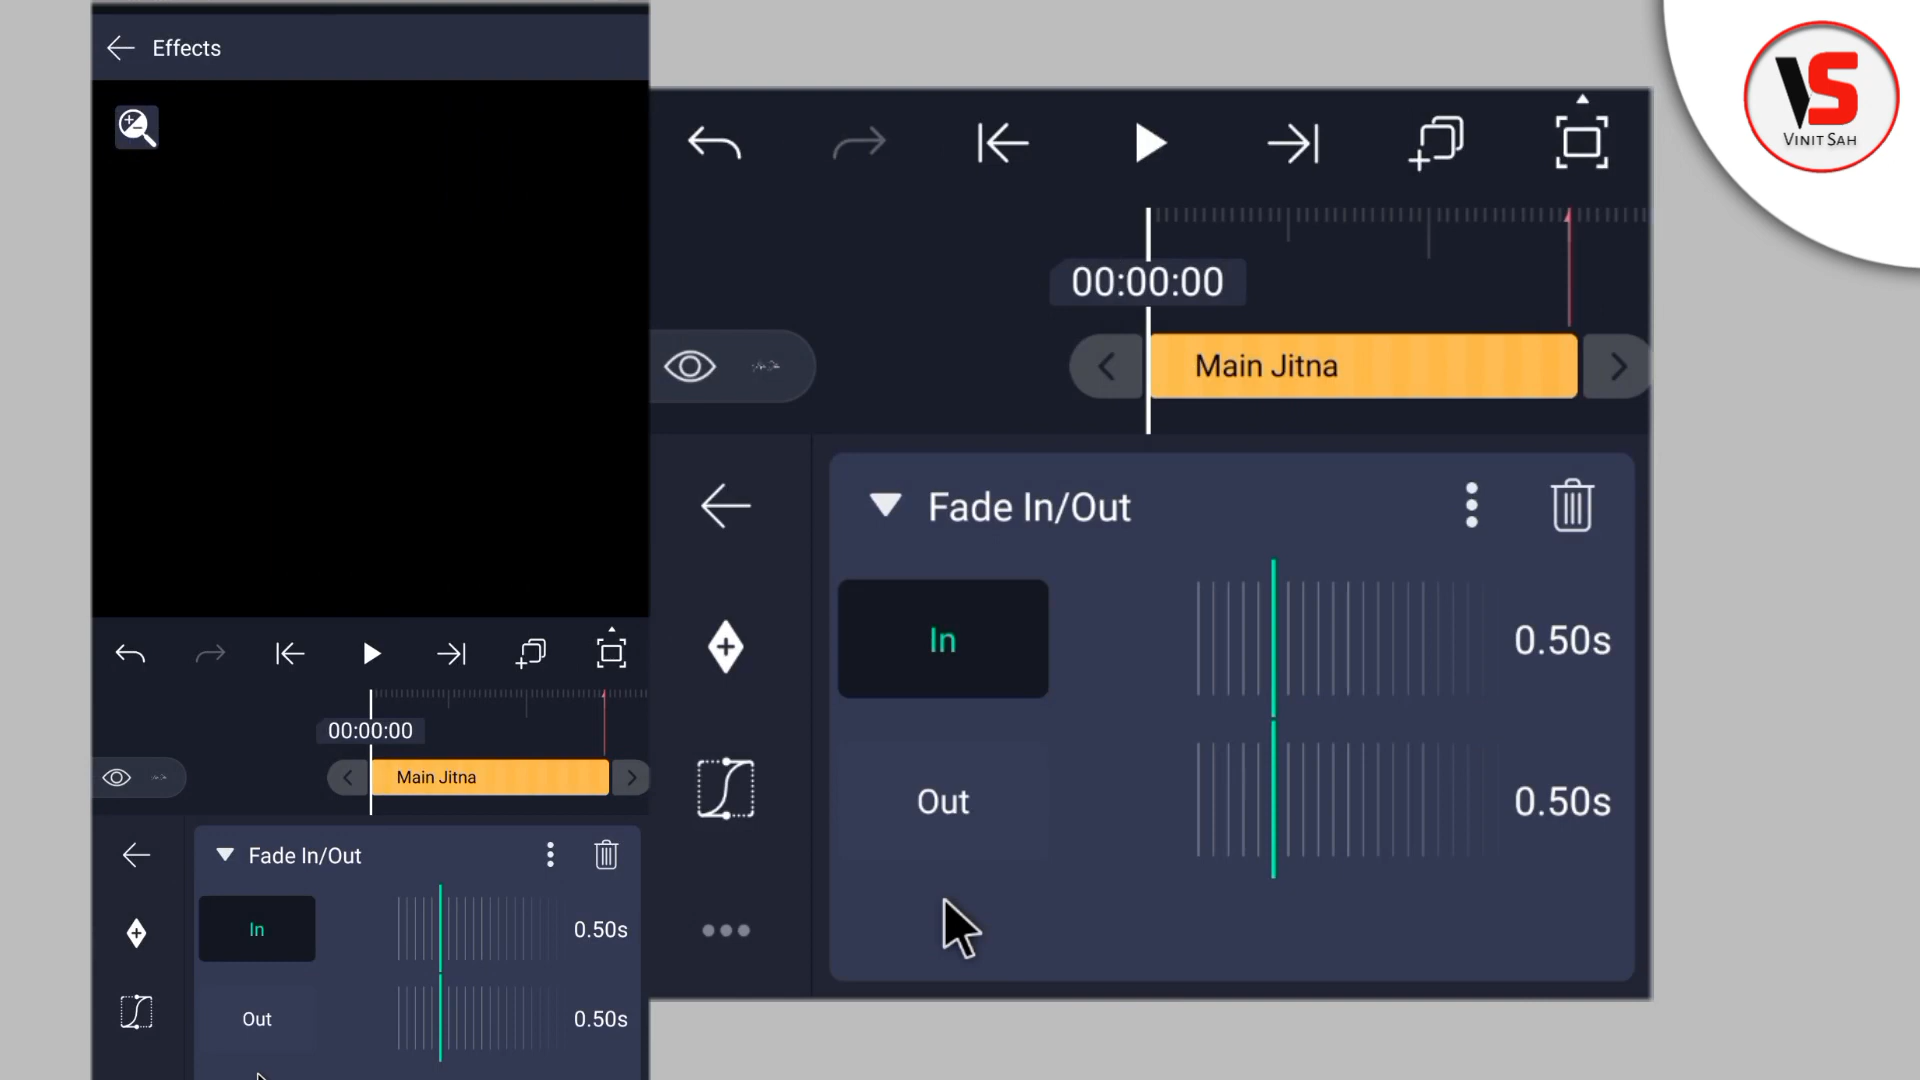 Effects
00:00:00
Main Jitna
Fade In/Out
In
0.50s
Out
0.50s
00:00:00
Main Jitna
Fade In/Out
In
0.50s
Out
0.50s
VS
VINIT SAH